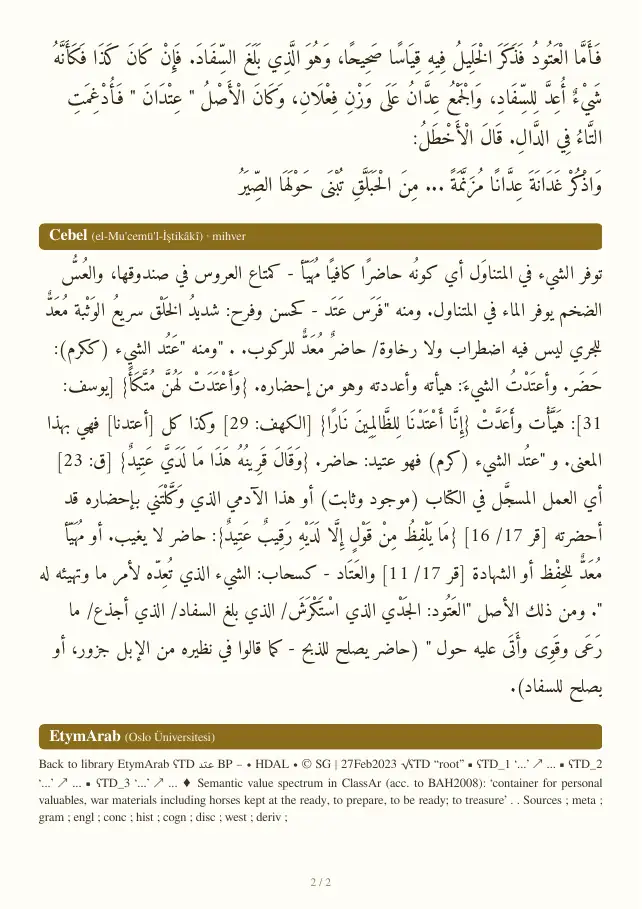 فَأَمَّا الْعَتُودُ فَذَكَرَ الْخَلِيلُ فِيهِ قِيَاسًا صَحِيحًا، وَهُوَ الَّذِي بَلَغَ السِّفَادَ. فَإِنْ كَانَ كَذَا فَكَأَنَّهُ
شَيْءٌ أُعِدَّ لِلسِّفَادِ، وَالْجَمْعُ عِدَّانُ عَلَى وَزْنِ فِعْلَانِ، وَكَانَ الْأَصْلُ " عِتْدَانَ " فَأُدْغِمَتِ
التَّاءُ فِي الدَّالِ. قَالَ الْأَخْطَلُ:
وَاذْكُرْ غَدَانَةَ عِدَّانًا مُزَنَّمَةً ... مِنَ الْحَبَلَّقِ تُبْنَى حَوْلَهَا الصِّيَرُ
Cebel (el-Mu'cemü'l-İştikâkî) · mihver
توفر الشيء في المتناوَل أي كونُه حاضرًا كافيًا مُهَيَّأ - كمتاع العروس في صندوقها، والعُسُّ
الضخم يوفر الماء في المتناول. ومنه "فَرَس عَتَد - كحسن وفرح: شديدُ الخَلْق سريعُ الوَثْبة مُعَدٌّ
للجري ليس فيه اضطراب ولا رخاوة/ حاضرٌ مُعَدٌّ للركوب. . "ومنه "عَتُد الشيء (ككرم):
حَضَر. وأعتَدْتُ الشيءَ: هيأته وأعددته وهو من إحضاره. {وَأَعْتَدَتْ لَهُنَّ مُتَّكَأً} [يوسف:
31]: هَيَّأت وأَعَدَّتْ {إِنَّا أَعْتَدْنَا لِلظَّالِمِينَ نَارًا} [الكهف: 29] وكذا كل [أعتدنا] فهي بهذا
المعنى. و "عتُد الشيء (كرم) فهو عتيد: حاضر. {وَقَالَ قَرِينُهُ هَذَا مَا لَدَيَّ عَتِيدٌ} [ق: 23]
أي العمل المسجَّل في الكتاب (موجود وثابت) أو هذا الآدمي الذي وَكَّلْتَني بإحضاره قد
أحضرته [قر 17/ 16] {مَا يَلْفِظُ مِنْ قَوْلٍ إِلَّا لَدَيْهِ رَقِيبٌ عَتِيدٌ}: حاضر لا يغيب. أو مُهَيّأ
مُعَدٌّ للحِفْظ أو الشهادة [قر 17/ 11] والعَتَاد - كسحاب: الشيء الذي تُعِدّه لأمر ما وتهيئه له
". ومن ذلك الأصل "العَتُود: الجَدْي الذي اسْتَكْرَشَ/ الذي بلغ السفاد/ الذي أجذع/ ما
رَعَى وقَوِى وأَتَى عليه حول " (حاضر يصلح للذبح - كما قالوا في نظيره من الإبل جزور، أو
يصلح للسفاد).
EtymArab (Oslo Üniversitesi)
Back to library EtymArab ʕTD عتد BP – • HDAL • © SG | 27Feb2023 √ʕTD “root” ▪ ʕTD_1 ‘…’ ↗ … ▪ ʕTD_2
‘…’ ↗ … ▪ ʕTD_3 ‘…’ ↗ … ♦ Semantic value spectrum in ClassAr (acc. to BAH2008): ‘container for personal
valuables, war materials including horses kept at the ready, to prepare, to be ready; to treasure’ . . Sources ; meta ;
gram ; engl ; conc ; hist ; cogn ; disc ; west ; deriv ;
2 / 2